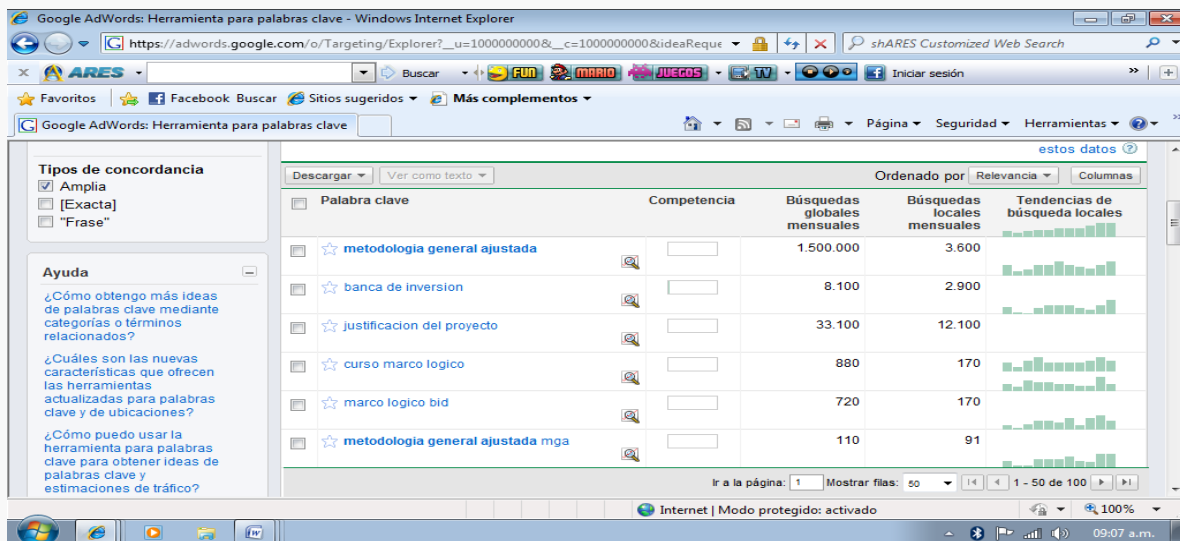 Google AdWords: Herramienta para palabras clave - Windows Internet Explorer
https://adwords.google.com/o/Targeting/Explorer?__u=1000000000&__c=1000000000&ideaReque
shARES Customized Web Search
ARES
Buscar
FUN
MARIO
JUEGOS
TV
Iniciar sesión
Favoritos
Facebook Buscar
Sitios sugeridos
Más complementos
Google AdWords: Herramienta para palabras clave
Página
Seguridad
Herramientas
estos datos
Tipos de concordancia
Amplia
[Exacta]
"Frase"
Ayuda
¿Cómo obtengo más ideas
de palabras clave mediante
categorías o términos
relacionados?
¿Cuáles son las nuevas
características que ofrecen
las herramientas
actualizadas para palabras
clave y de ubicaciones?
¿Cómo puedo usar la
herramienta para palabras
clave para obtener ideas de
palabras clave y
estimaciones de tráfico?
Descargar
Ver como texto
Ordenado por Relevancia
Columnas
Palabra clave
Competencia
Búsquedas
globales
mensuales
Búsquedas
locales
mensuales
Tendencias de
búsqueda locales
metodologia general ajustada 1.500.000 3.600
banca de inversion 8.100 2.900
justificacion del proyecto 33.100 12.100
curso marco logico 880 170
marco logico bid 720 170
metodologia general ajustada mga 110 91
Ir a la página: 1 Mostrar filas: 50 1 - 50 de 100
Internet | Modo protegido: activado
100%
09:07 a.m.